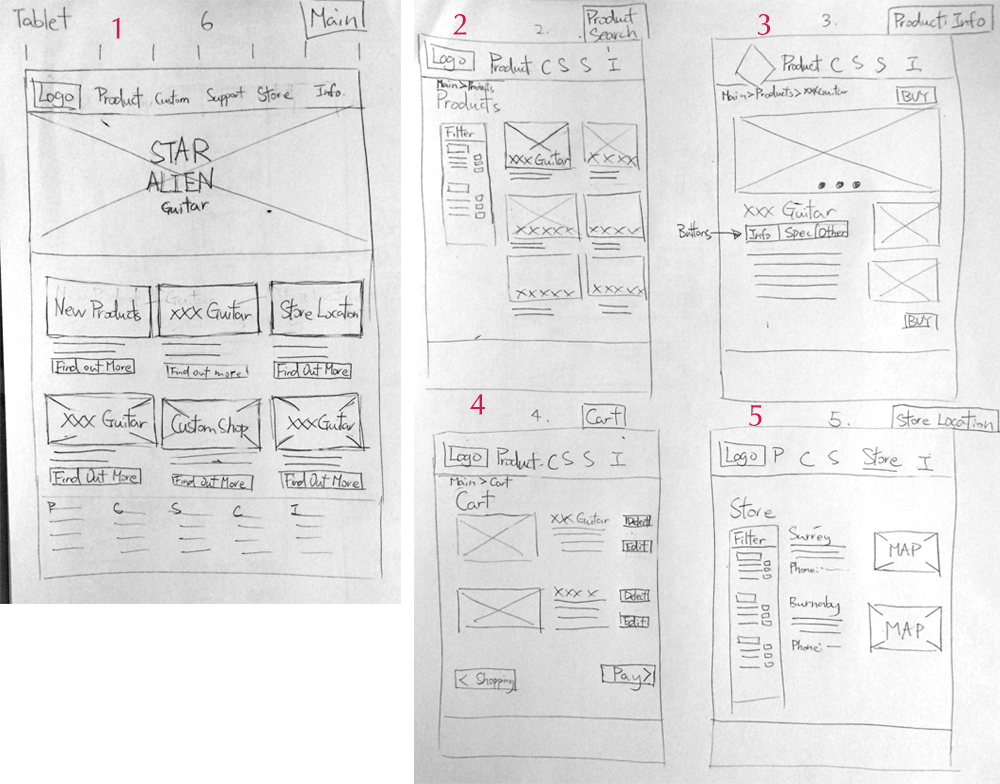 Tablet 1 6 Main
Logo Product Custom Support Store Info.
STAR
ALIEN
Guitar
New Products xxx Guitar Store Location
Find out More Find out more Find Out More
xxx Guitar Custom Shop xxx Guitar
Find Out More Find Out More Find Out More
P C S C I
2 2. Product
Search
Logo Product C S S I
Main > Products
Products
Filter
xxx Guitar xxxx
xxxxx xxxx
xxxxx xxxxx
3 3. Product Info
Product C S S I
Main > Products > xxx Guitar BUY
xxx Guitar
Buttons Info Spec Other
BUY
4 4. Cart
Logo Product C S S I
Main > Cart
Cart
xxx Guitar
Edit
xxx x
Edit
< Shopping Pay >
5 5. Store Location
Logo P C S Store I
Store
Filter
Surrey
Phone: MAP
Burnaby
Phone: MAP